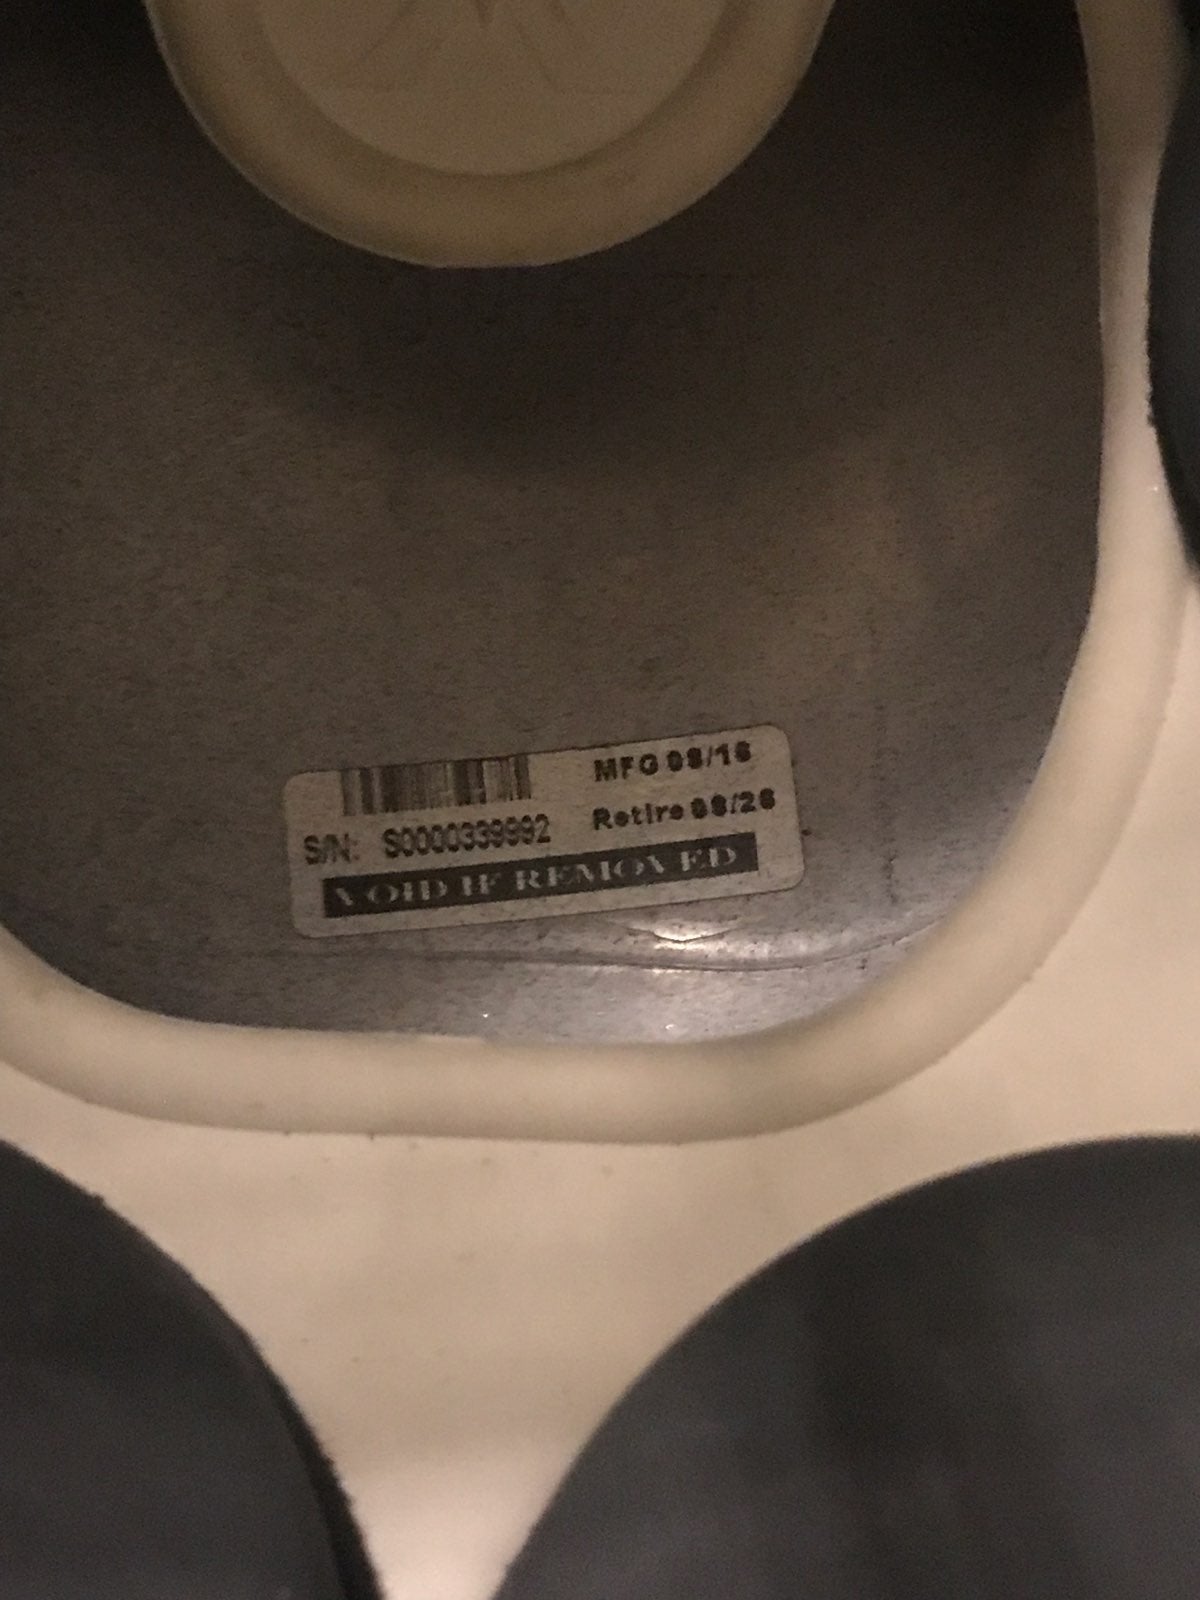 MFG 08/16
Retire 08/26
S/N: S0000339992
VOID IF REMOVED